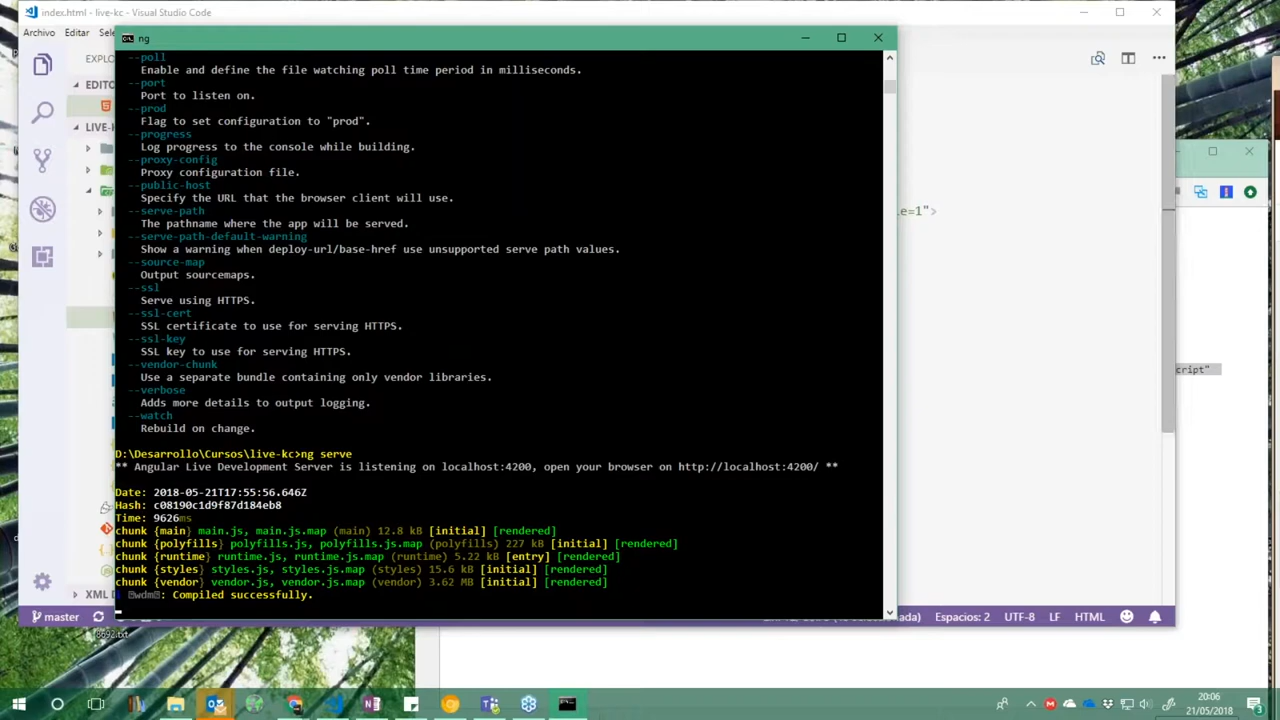 index.html - live-kc - Visual Studio Code
Archivo Editar
ng
--poll
Enable and define the file watching poll time period in milliseconds.
--port
Port to listen on.
--prod
Flag to set configuration to "prod".
--progress
Log progress to the console while building.
--proxy-config
Proxy configuration file.
--public-host
Specify the URL that the browser client will use.
--serve-path
The pathname where the app will be served.
--serve-path-default-warning
Show a warning when deploy-url/base-href use unsupported serve path values.
--source-map
Output sourcemaps.
--ssl
Serve using HTTPS.
--ssl-cert
SSL certificate to use for serving HTTPS.
--ssl-key
SSL key to use for serving HTTPS.
--vendor-chunk
Use a separate bundle containing only vendor libraries.
--verbose
Adds more details to output logging.
--watch
Rebuild on change.
D:\Desarrollo\Cursos\live-kc>ng serve
** Angular Live Development Server is listening on localhost:4200, open your browser on http://localhost:4200/ **
Date: 2018-05-21T17:55:56.646Z
Hash: c08190c1d9f87d184eb8
Time: 9626ms
chunk {main} main.js, main.js.map (main) 12.8 kB [initial] [rendered]
chunk {polyfills} polyfills.js, polyfills.js.map (polyfills) 227 kB [initial] [rendered]
chunk {runtime} runtime.js, runtime.js.map (runtime) 5.22 kB [entry] [rendered]
chunk {styles} styles.js, styles.js.map (styles) 15.6 kB [initial] [rendered]
chunk {vendor} vendor.js, vendor.js.map (vendor) 3.62 MB [initial] [rendered]
wdm: Compiled successfully.
le=1">
cript"
master
Espacios: 2 UTF-8 LF HTML
8692.txt
20:06
21/05/2018
3